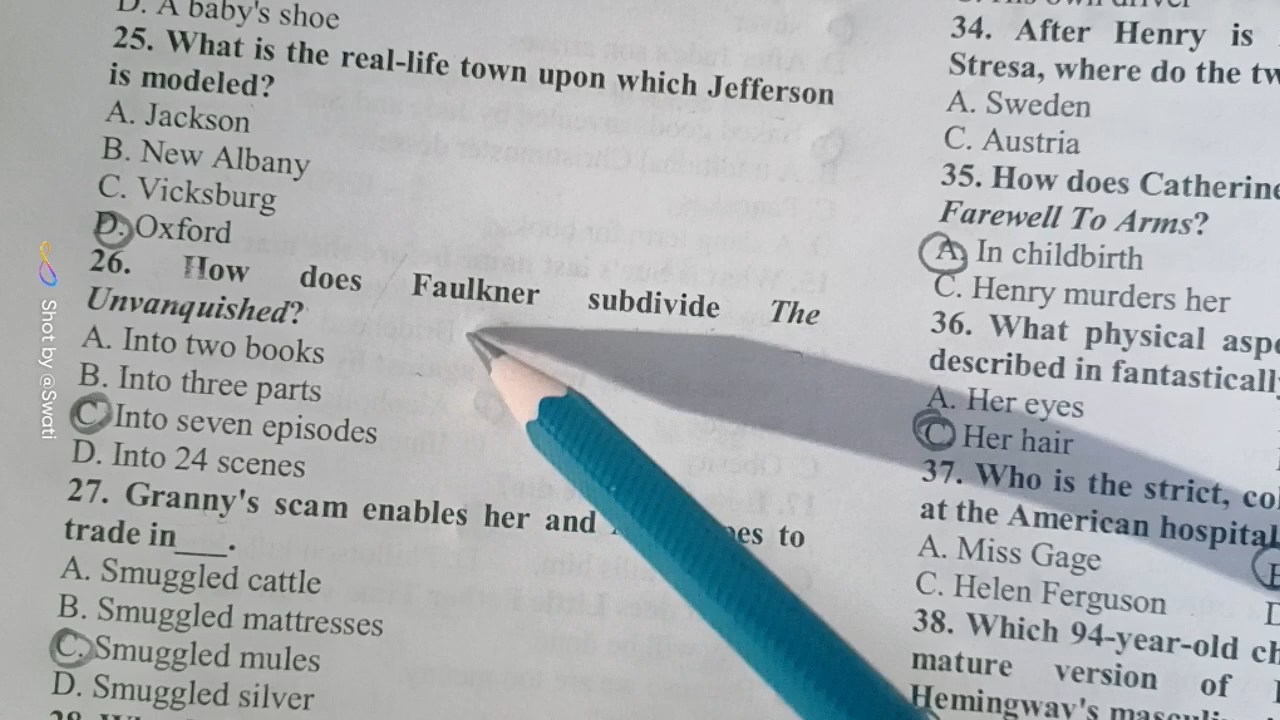 D. A baby's shoe
25. What is the real-life town upon which Jefferson
is modeled?
A. Jackson
B. New Albany
C. Vicksburg
D. Oxford
26. How does Faulkner subdivide The
Unvanquished?
A. Into two books
B. Into three parts
C. Into seven episodes
D. Into 24 scenes
27. Granny's scam enables her and
trade in___.
A. Smuggled cattle
B. Smuggled mattresses
C. Smuggled mules
D. Smuggled silver
34. After Henry is
Stresa, where do the tw
A. Sweden
C. Austria
35. How does Catherine
Farewell To Arms?
A. In childbirth
C. Henry murders her
36. What physical aspe
described in fantastically
A. Her eyes
C. Her hair
37. Who is the strict, co
at the American hospital
A. Miss Gage
C. Helen Ferguson
38. Which 94-year-old ch
mature version of
Hemingway's
Shot by @Swati